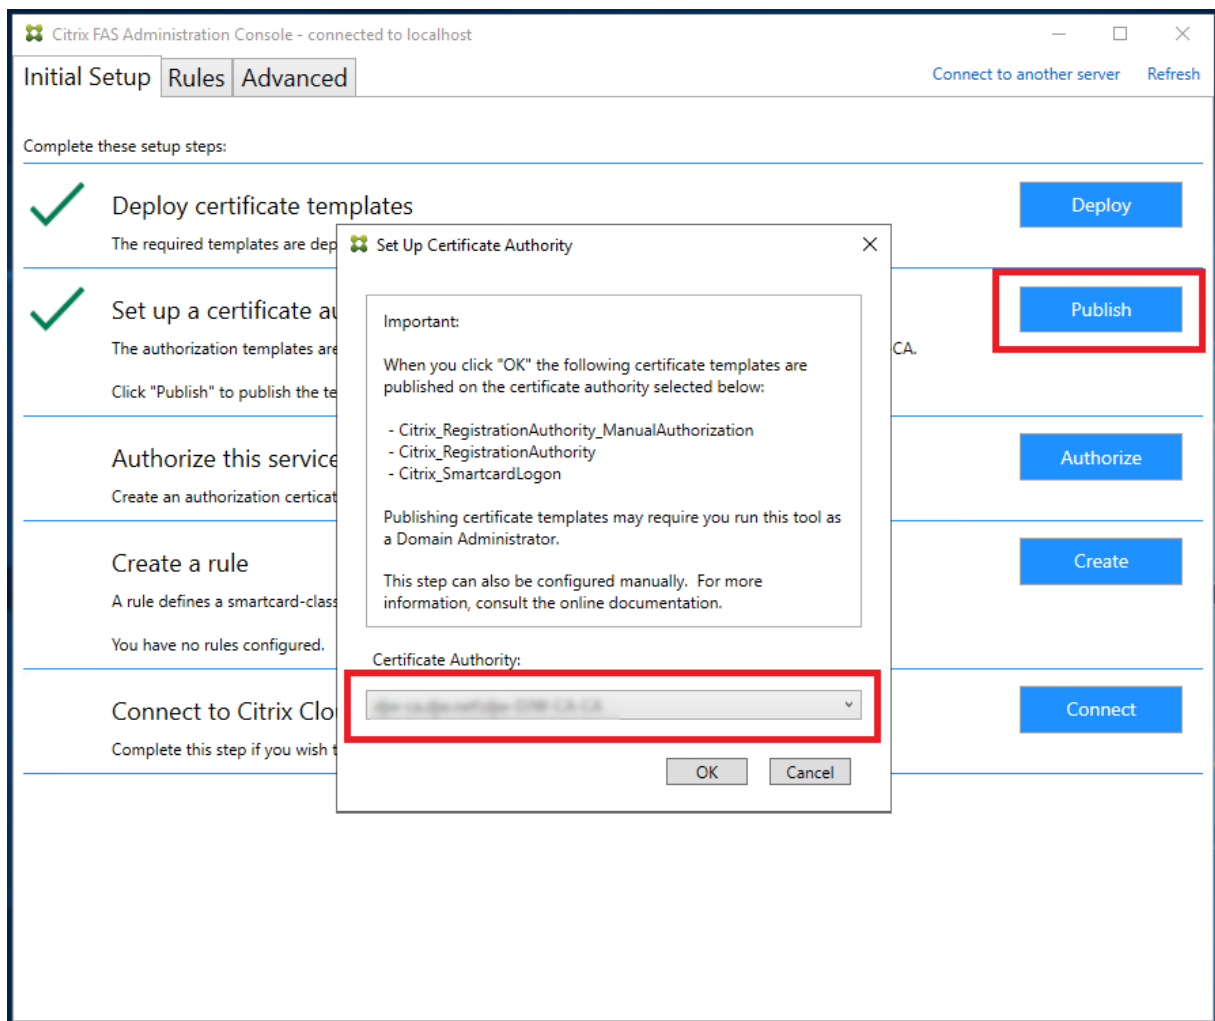 Citrix FAS Administration Console - connected to localhost
Initial Setup Rules Advanced
Connect to another server Refresh
Complete these setup steps:
Deploy certificate templates
Deploy
The required templates are dep
Set up a certificate au
Publish
The authorization templates are
CA.
Click "Publish" to publish the te
Authorize this service
Authorize
Create an authorization certicat
Create a rule
Create
A rule defines a smartcard-class
You have no rules configured.
Connect to Citrix Clou
Connect
Complete this step if you wish t
Set Up Certificate Authority
Important:
When you click "OK" the following certificate templates are
published on the certificate authority selected below:
- Citrix_RegistrationAuthority_ManualAuthorization
- Citrix_RegistrationAuthority
- Citrix_SmartcardLogon
Publishing certificate templates may require you run this tool as
a Domain Administrator.
This step can also be configured manually. For more
information, consult the online documentation.
Certificate Authority:
OK Cancel